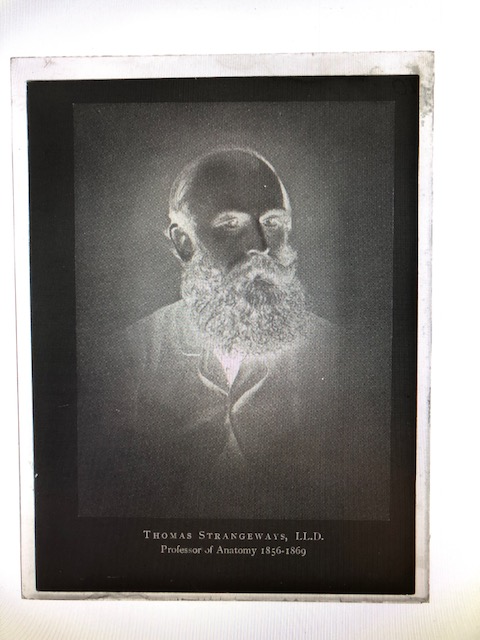 Thomas Strangeways, LL.D.
Professor of Anatomy 1856-1869